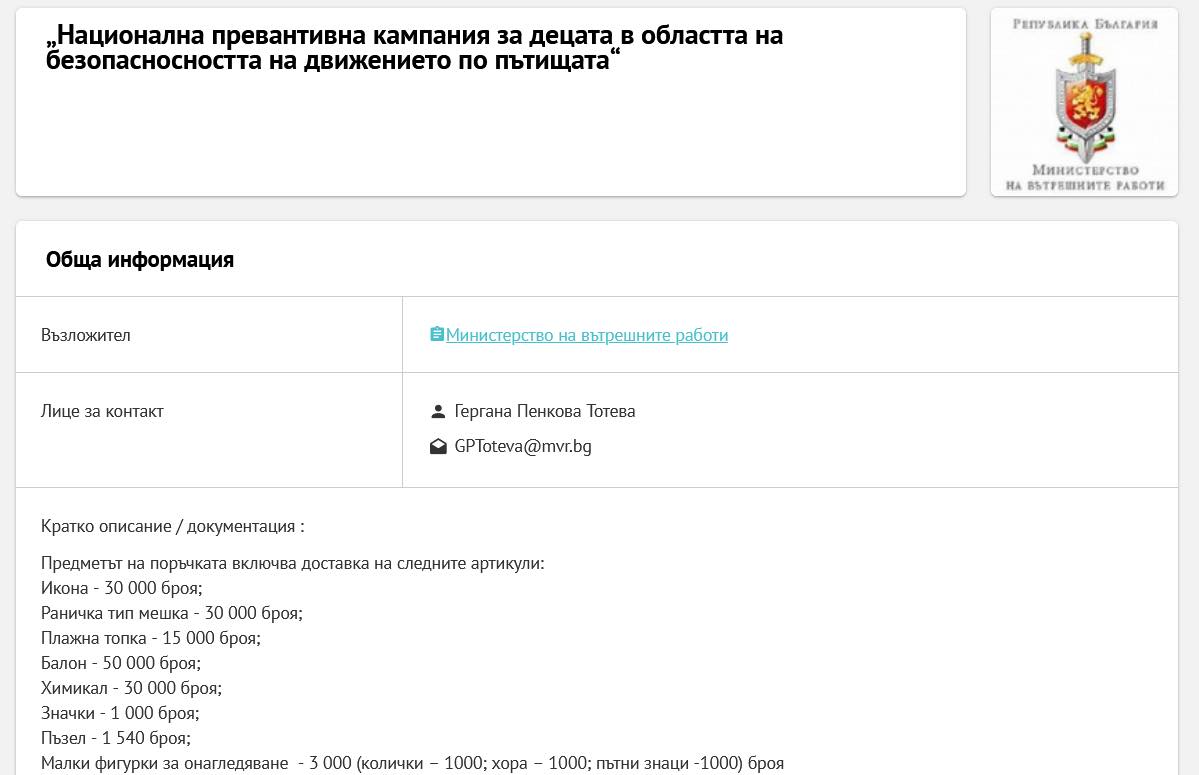 „Национална превантивна кампания за децата в областта на
безопасносността на движението по пътищата“
Република България
Министерство
на вътрешните работи
Обща информация
Възложител
Министерство на вътрешните работи
Лице за контакт
Гергана Пенкова Тотева
GPToteva@mvr.bg
Кратко описание / документация :
Предметът на поръчката включва доставка на следните артикули:
Икона - 30 000 броя;
Раничка тип мешка - 30 000 броя;
Плажна топка - 15 000 броя;
Балон - 50 000 броя;
Химикал - 30 000 броя;
Значки - 1 000 броя;
Пъзел - 1 540 броя;
Малки фигурки за онагледяване - 3 000 (колички – 1000; хора – 1000; пътни знаци -1000) броя